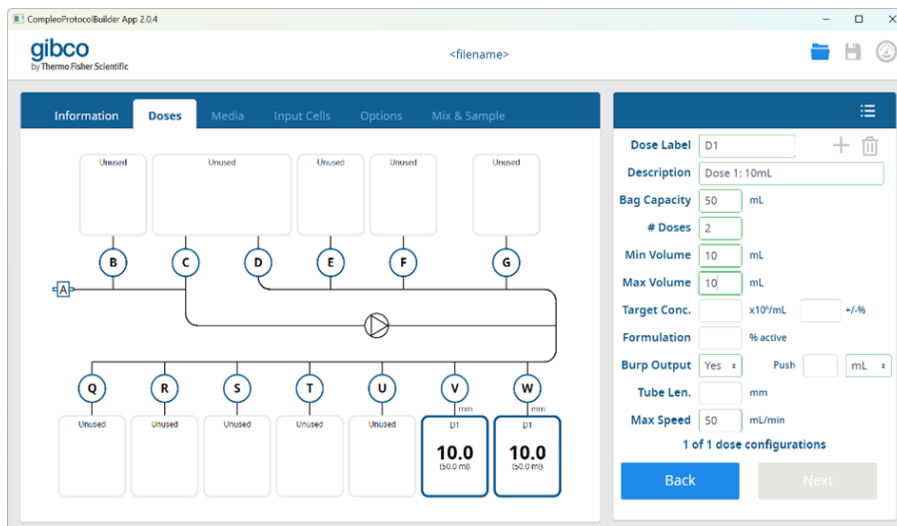 CompleoProtocolBuilder App 2.0.4
gibco
by Thermo Fisher Scientific
<filename>
Information Doses Media Input Cells Options Mix & Sample
Unused Unused Unused Unused Unused
B C D E F G
A
Q R S T U V W
mm mm
Unused Unused Unused Unused Unused D1 D1
10.0 10.0
(50.0 ml) (50.0 ml)
Dose Label D1
Description Dose 1: 10mL
Bag Capacity 50 mL
# Doses 2
Min Volume 10 mL
Max Volume 10 mL
Target Conc. x10⁶/mL +/-%
Formulation % active
Burp Output Yes Push mL
Tube Len. mm
Max Speed 50 mL/min
1 of 1 dose configurations
Back Next